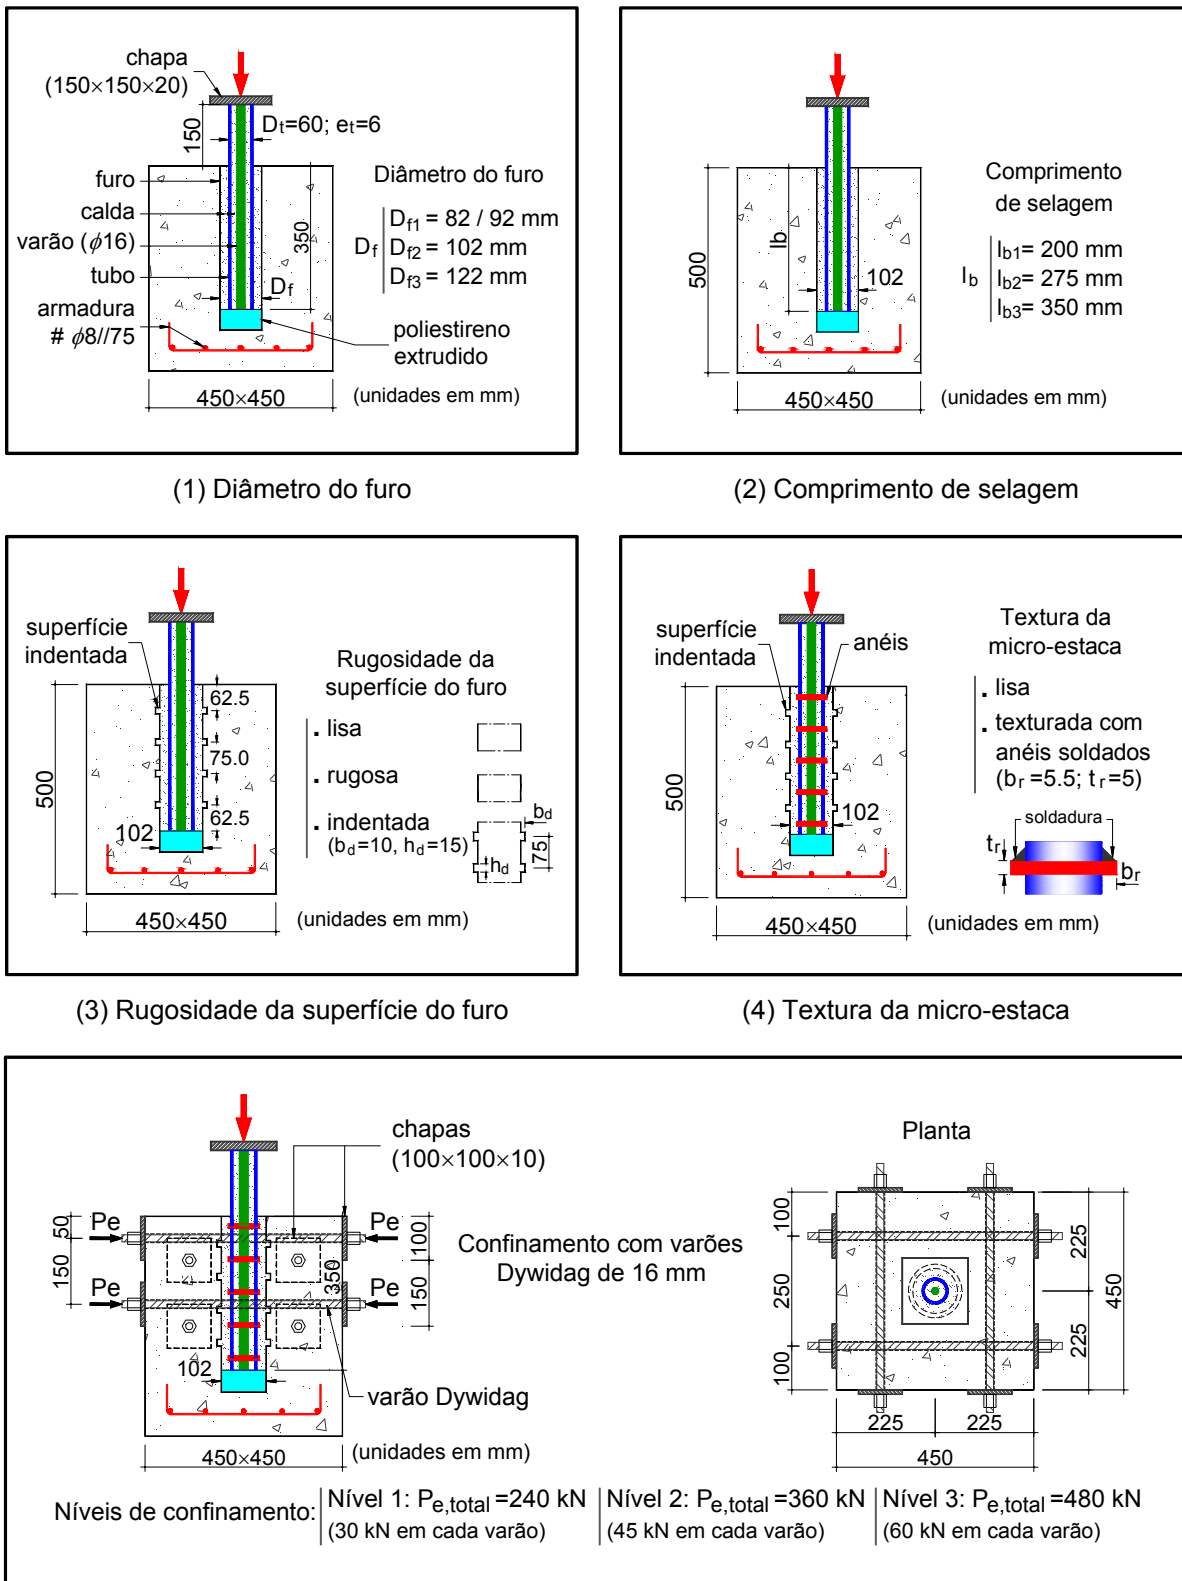 chapa
(150×150×20)
150
Dt=60; et=6
furo
calda
varão (ϕ16)
tubo
armadura
# ϕ8//75
350
Df
Diâmetro do furo
Df
Df1 = 82 / 92 mm
Df2 = 102 mm
Df3 = 122 mm
poliestireno
extrudido
450×450
(unidades em mm)
(1) Diâmetro do furo
500
lb
102
Comprimento
de selagem
lb
lb1 = 200 mm
lb2 = 275 mm
lb3 = 350 mm
450×450
(unidades em mm)
(2) Comprimento de selagem
superfície
indentada
62.5
75.0
62.5
500
102
Rugosidade da
superfície do furo
. lisa
. rugosa
. indentada
(bd=10, hd=15)
bd
75
hd
450×450
(unidades em mm)
(3) Rugosidade da superfície do furo
superfície
indentada
anéis
500
102
Textura da
micro-estaca
. lisa
. texturada com
anéis soldados
(br =5.5; tr=5)
soldadura
tr
br
450×450
(unidades em mm)
(4) Textura da micro-estaca
chapas
(100×100×10)
50
150
Pe
Pe
Pe
Pe
100
350
150
102
Confinamento com varões
Dywidag de 16 mm
varão Dywidag
450×450
(unidades em mm)
Planta
100
250
100
225
225
450
225
225
450
Níveis de confinamento:
Nível 1: Pe,total =240 kN
(30 kN em cada varão)
Nível 2: Pe,total =360 kN
(45 kN em cada varão)
Nível 3: Pe,total =480 kN
(60 kN em cada varão)